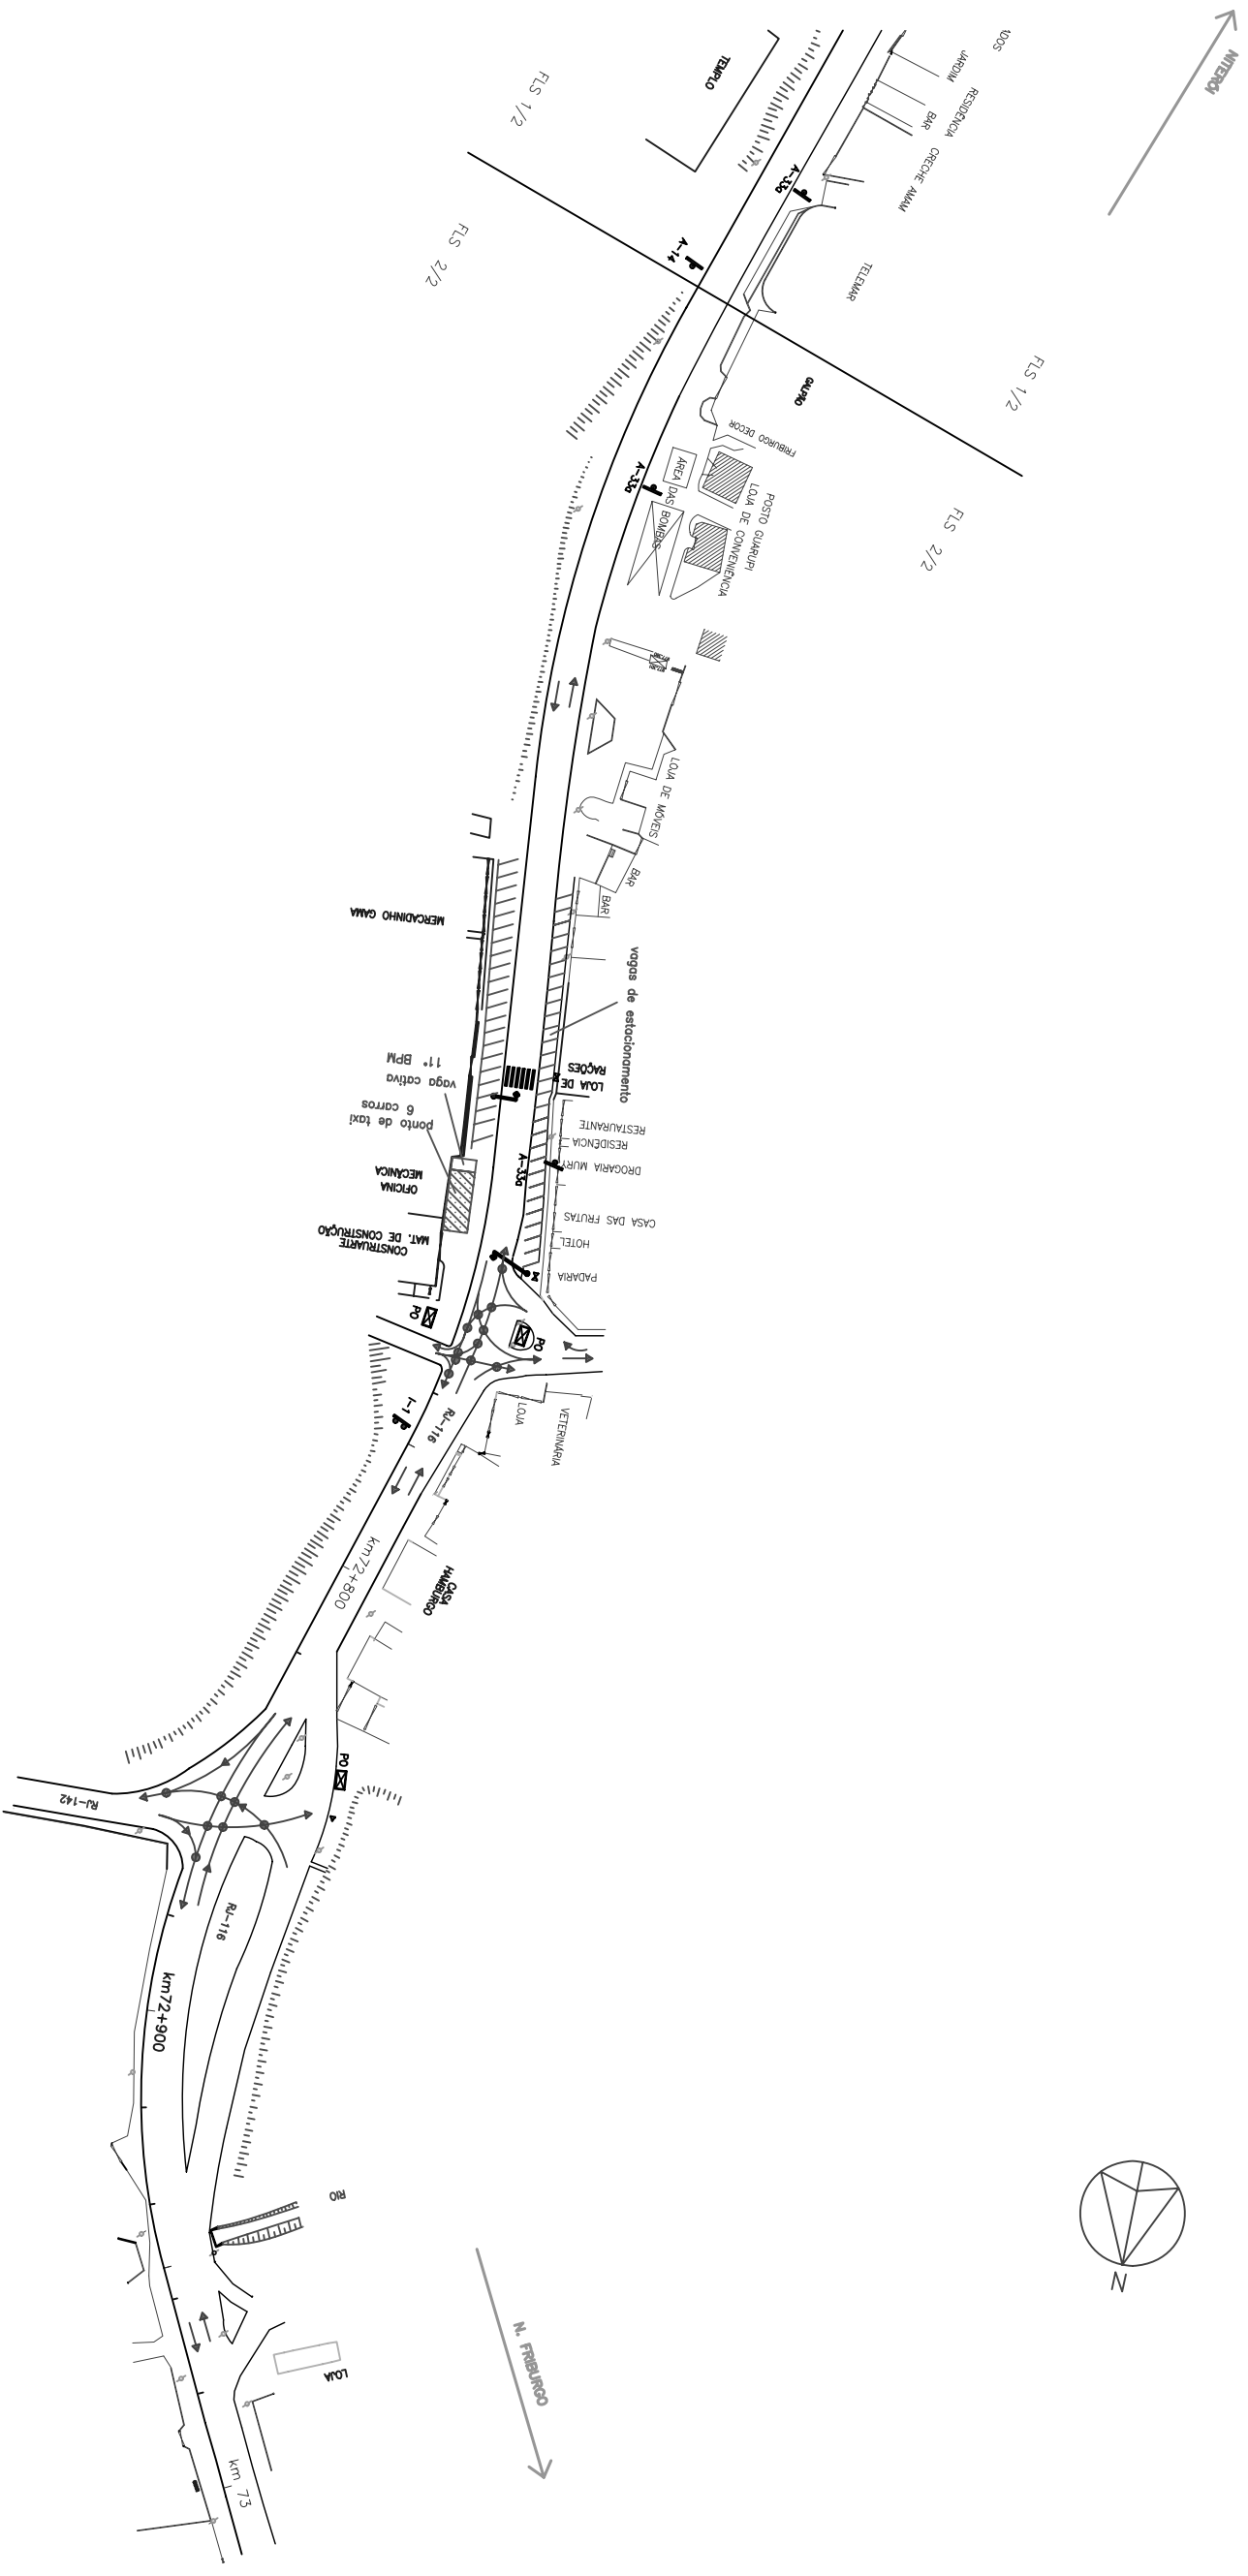 NITERÓI
JARDIM
RESIDÊNCIA
BAR
CRECHE AMAM
TEMPLO
FLS 1/2
A-33a
FLS 2/2
A-14
TELEMAR
FLS 1/2
GALPÃO
FRIBURGO DECOR
FLS 2/2
A-33a
ÁREA DAS BOMBAS
POSTO GUARUPI
LOJA DE CONVENIÊNCIA
LOJA DE MÓVEIS
BAR
BAR
MERCADINHO GAMA
vagas de estacionamento
11° BPM
vaga cativa
ponto de taxi
6 carros
LOJA DE
RAÇÕES
RESTAURANTE
RESIDÊNCIA
DROGARIA MURY
A-33a
OFICINA
MECÂNICA
CONSTRUARTE
MAT. DE CONSTRUÇÃO
CASA DAS FRUTAS
HOTEL
PADARIA
PO
PO
I-1
RJ-116
LOJA
VETERINÁRIA
km72+800
CASA
HAMBURGO
PO
RJ-142
RJ-116
km72+900
RIO
N
N. FRIBURGO
LOJA
km 73